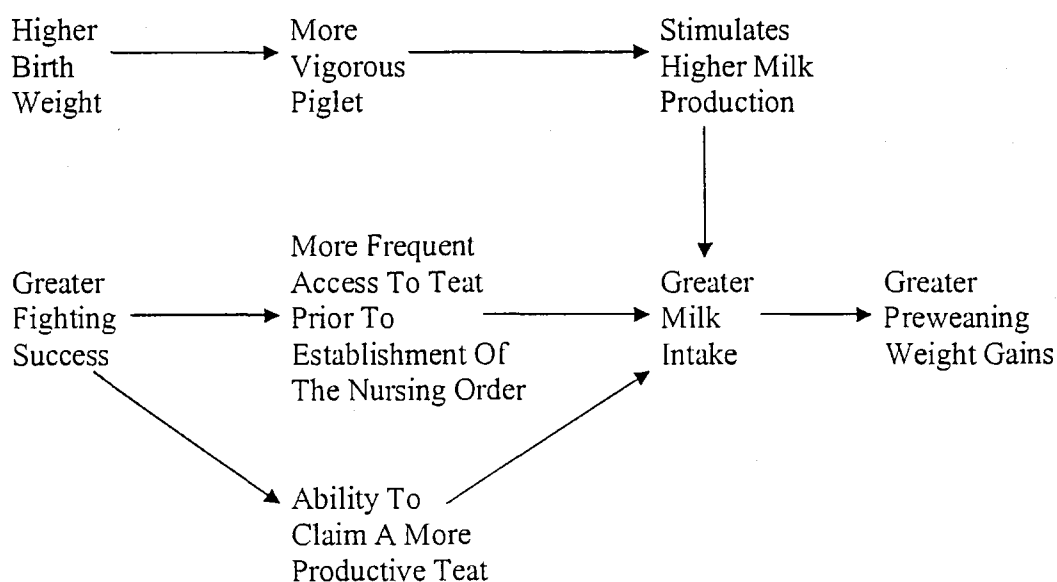 Higher
Birth
Weight
More
Vigorous
Piglet
Stimulates
Higher Milk
Production
Greater
Fighting
Success
More Frequent
Access To Teat
Prior To
Establishment Of
The Nursing Order
Greater
Milk
Intake
Greater
Preweaning
Weight Gains
Ability To
Claim A More
Productive Teat